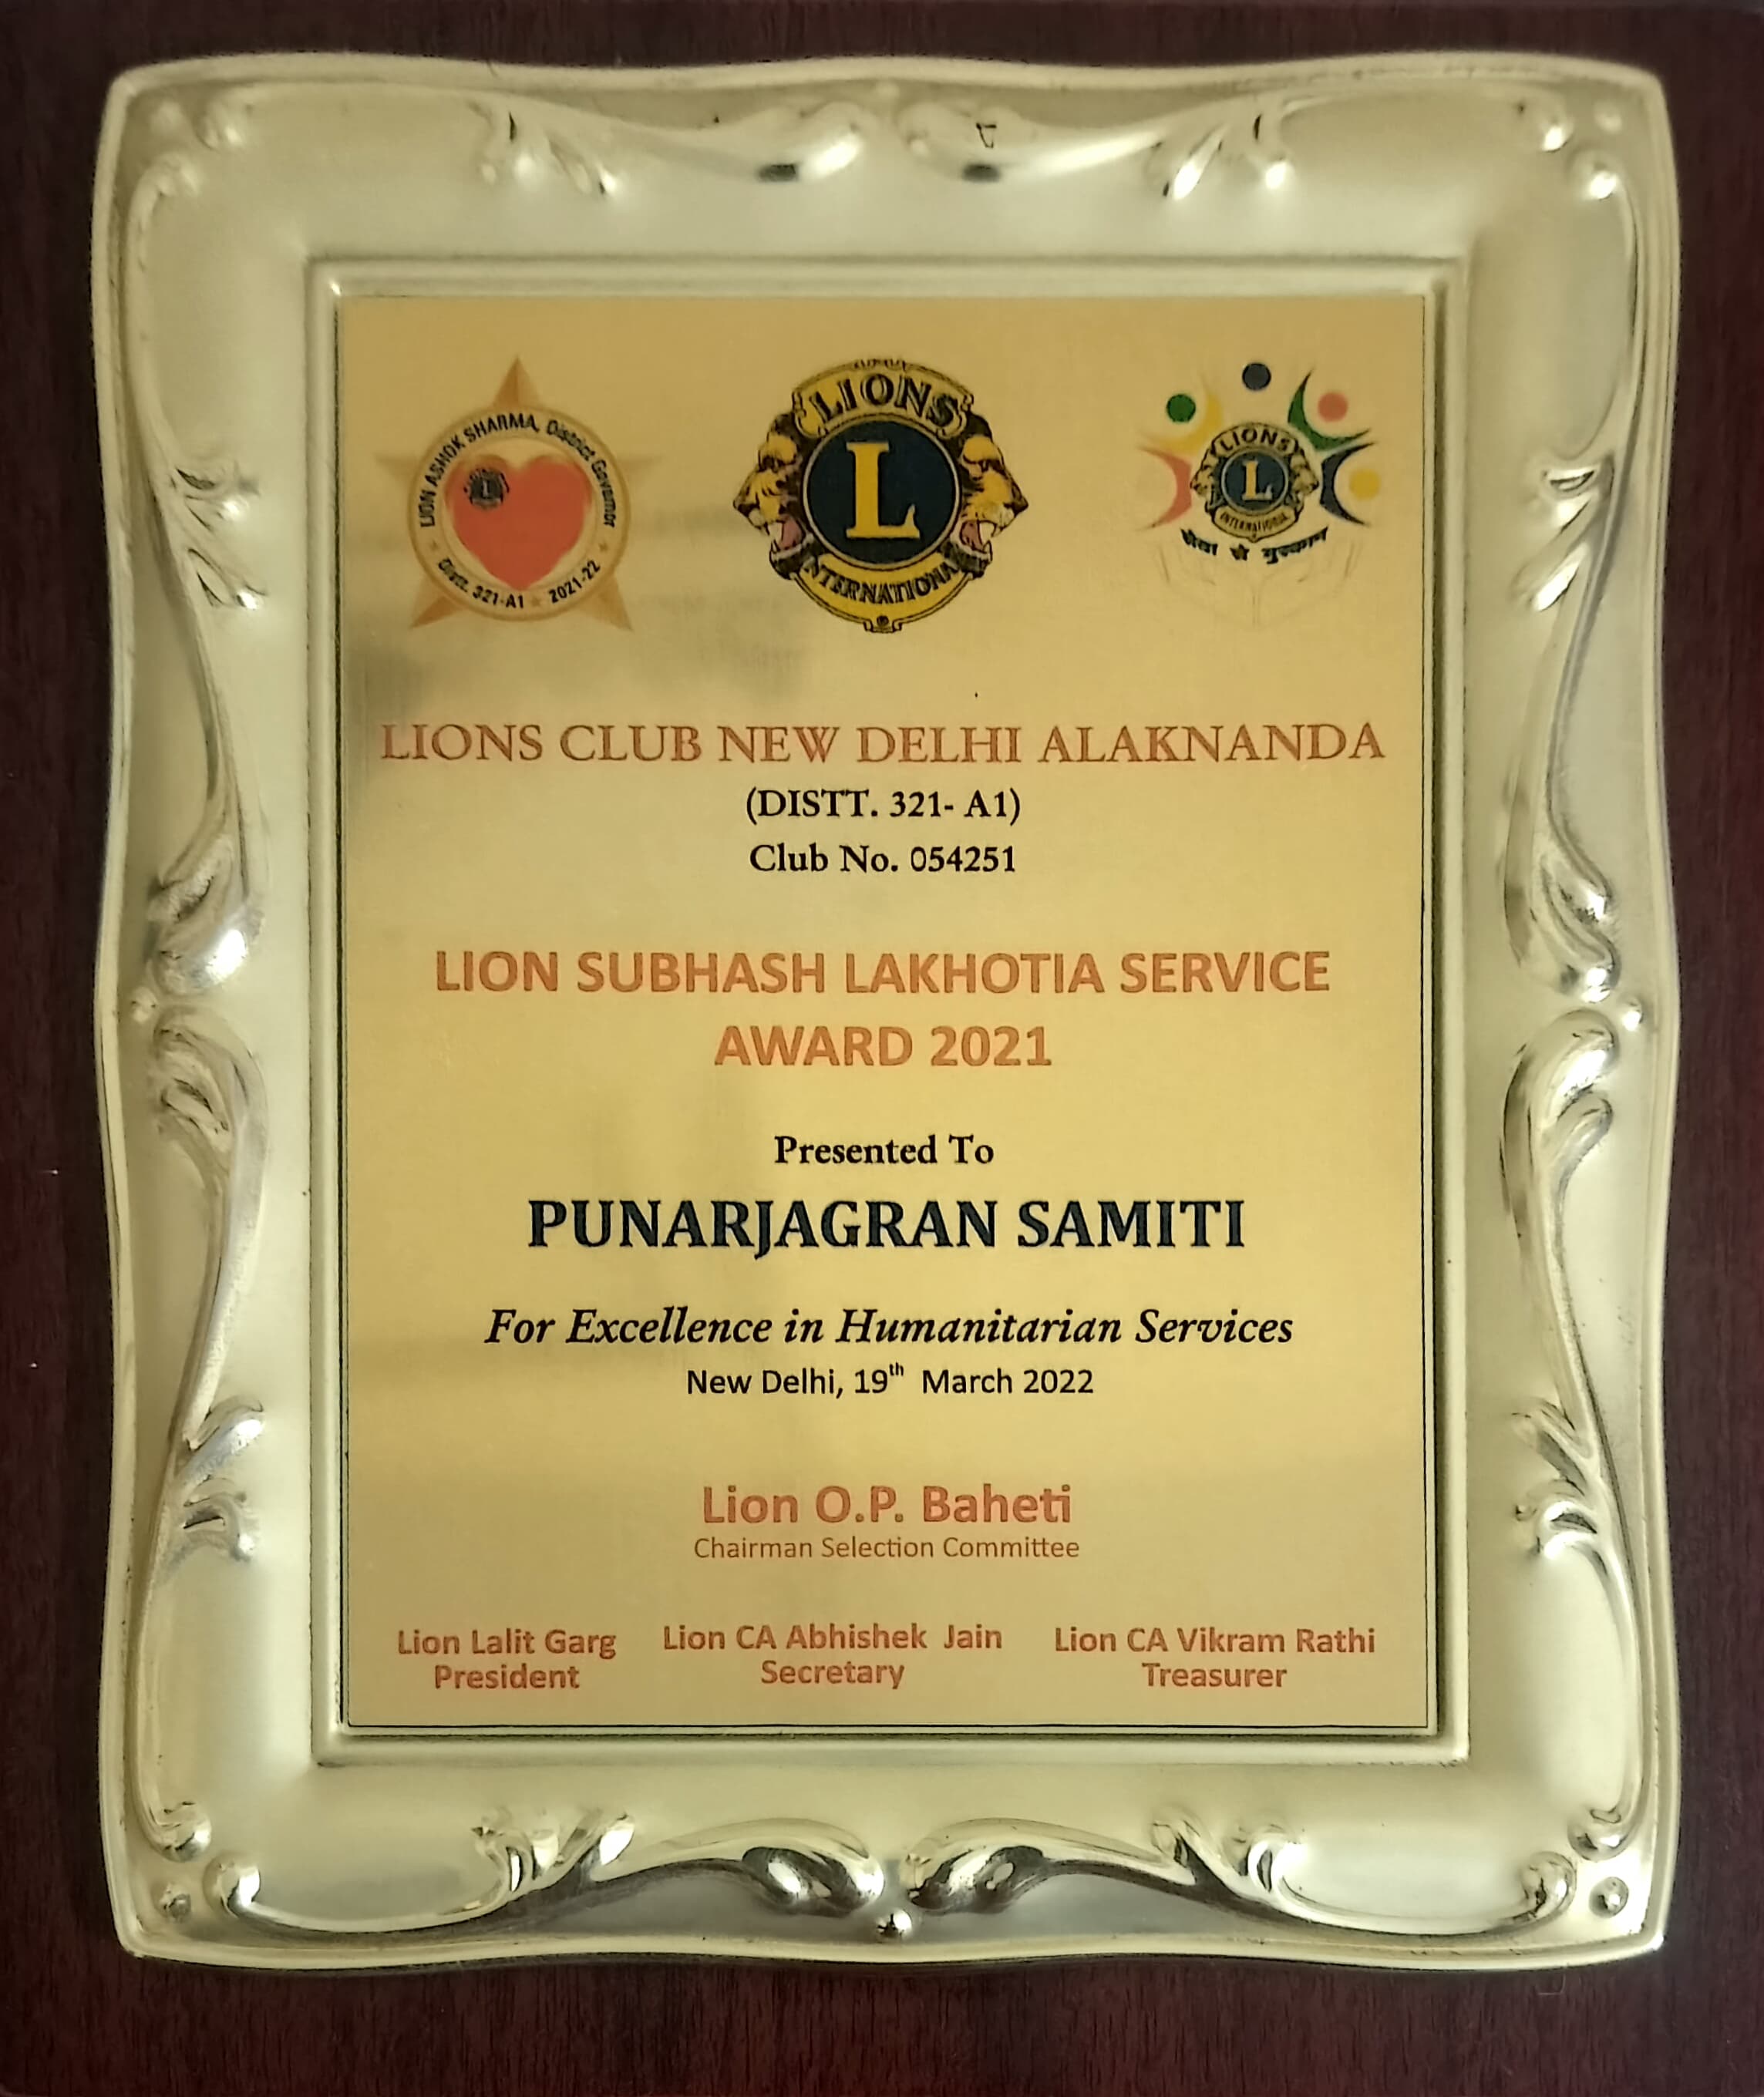 LION ASHOK SHARMA, District Governor
Distt. 321-A1 ★ 2021-22
LIONS
L
INTERNATIONAL
LIONS
L
INTERNATIONAL
सेवा से मुस्कान
LIONS CLUB NEW DELHI ALAKNANDA
(DISTT. 321- A1)
Club No. 054251
LION SUBHASH LAKHOTIA SERVICE
AWARD 2021
Presented To
PUNARJAGRAN SAMITI
For Excellence in Humanitarian Services
New Delhi, 19th March 2022
Lion O.P. Baheti
Chairman Selection Committee
Lion Lalit Garg Lion CA Abhishek Jain Lion CA Vikram Rathi
President Secretary Treasurer